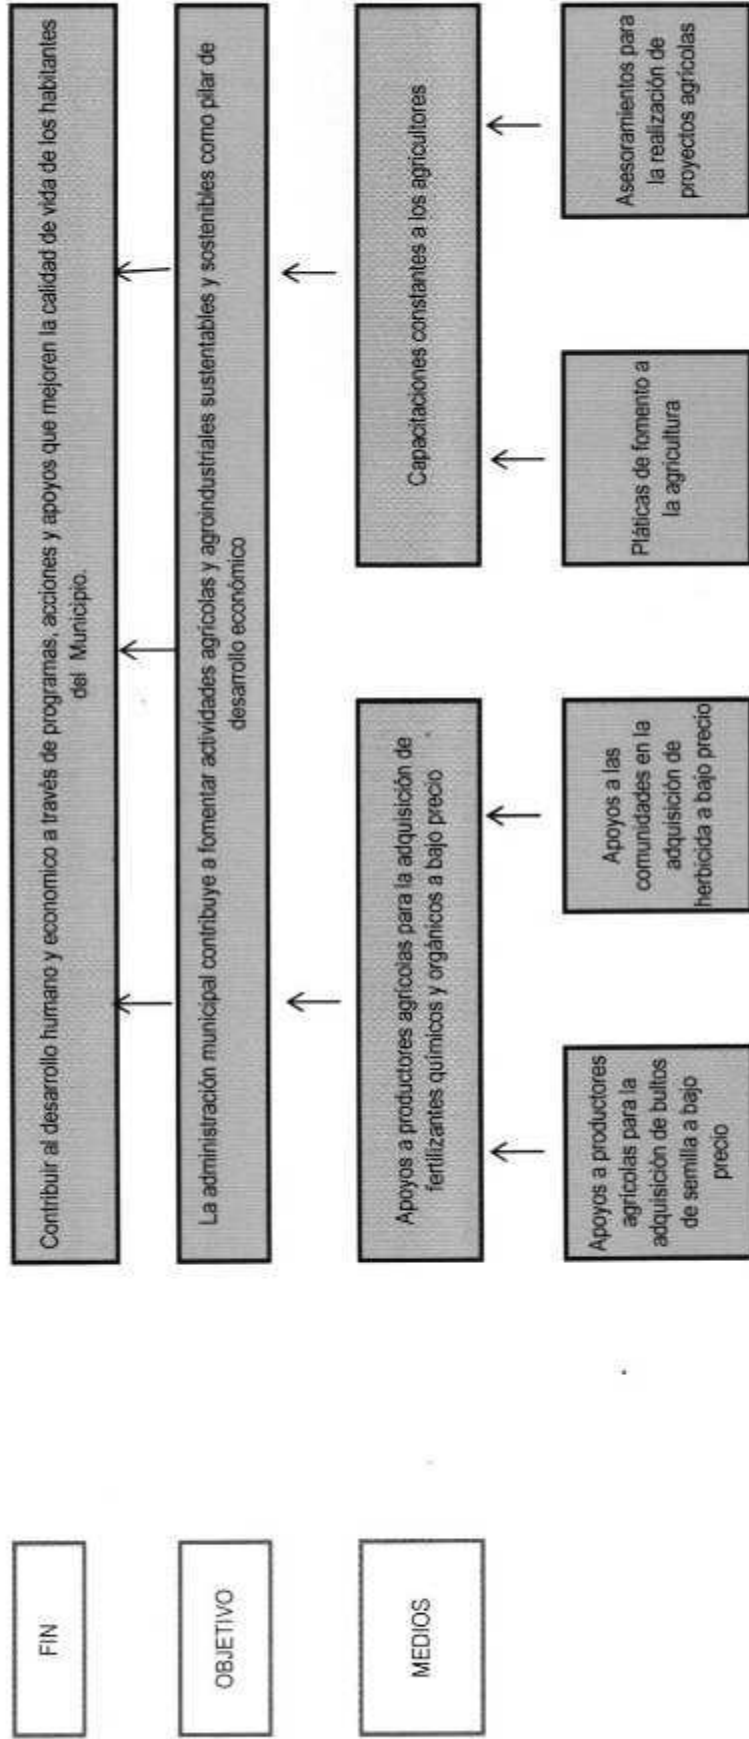 FIN
Contribuir al desarrollo humano y economico a través de programas, acciones y apoyos que mejoren la calidad de vida de los habitantes
del Municipio.
OBJETIVO
La administración municipal contribuye a fomentar actividades agrícolas y agroindustriales sustentables y sostenibles como pilar de
desarrollo económico
MEDIOS
Apoyos a productores agrícolas para la adquisición de
fertilizantes químicos y orgánicos a bajo precio
Capacitaciones constantes a los agricultores
Apoyos a productores
agrícolas para la
adquisición de bultos
de semilla a bajo
precio
Apoyos a las
comunidades en la
adquisición de
herbicida a bajo precio
Pláticas de fomento a
la agricultura
Asesoramientos para
la realización de
proyectos agrícolas